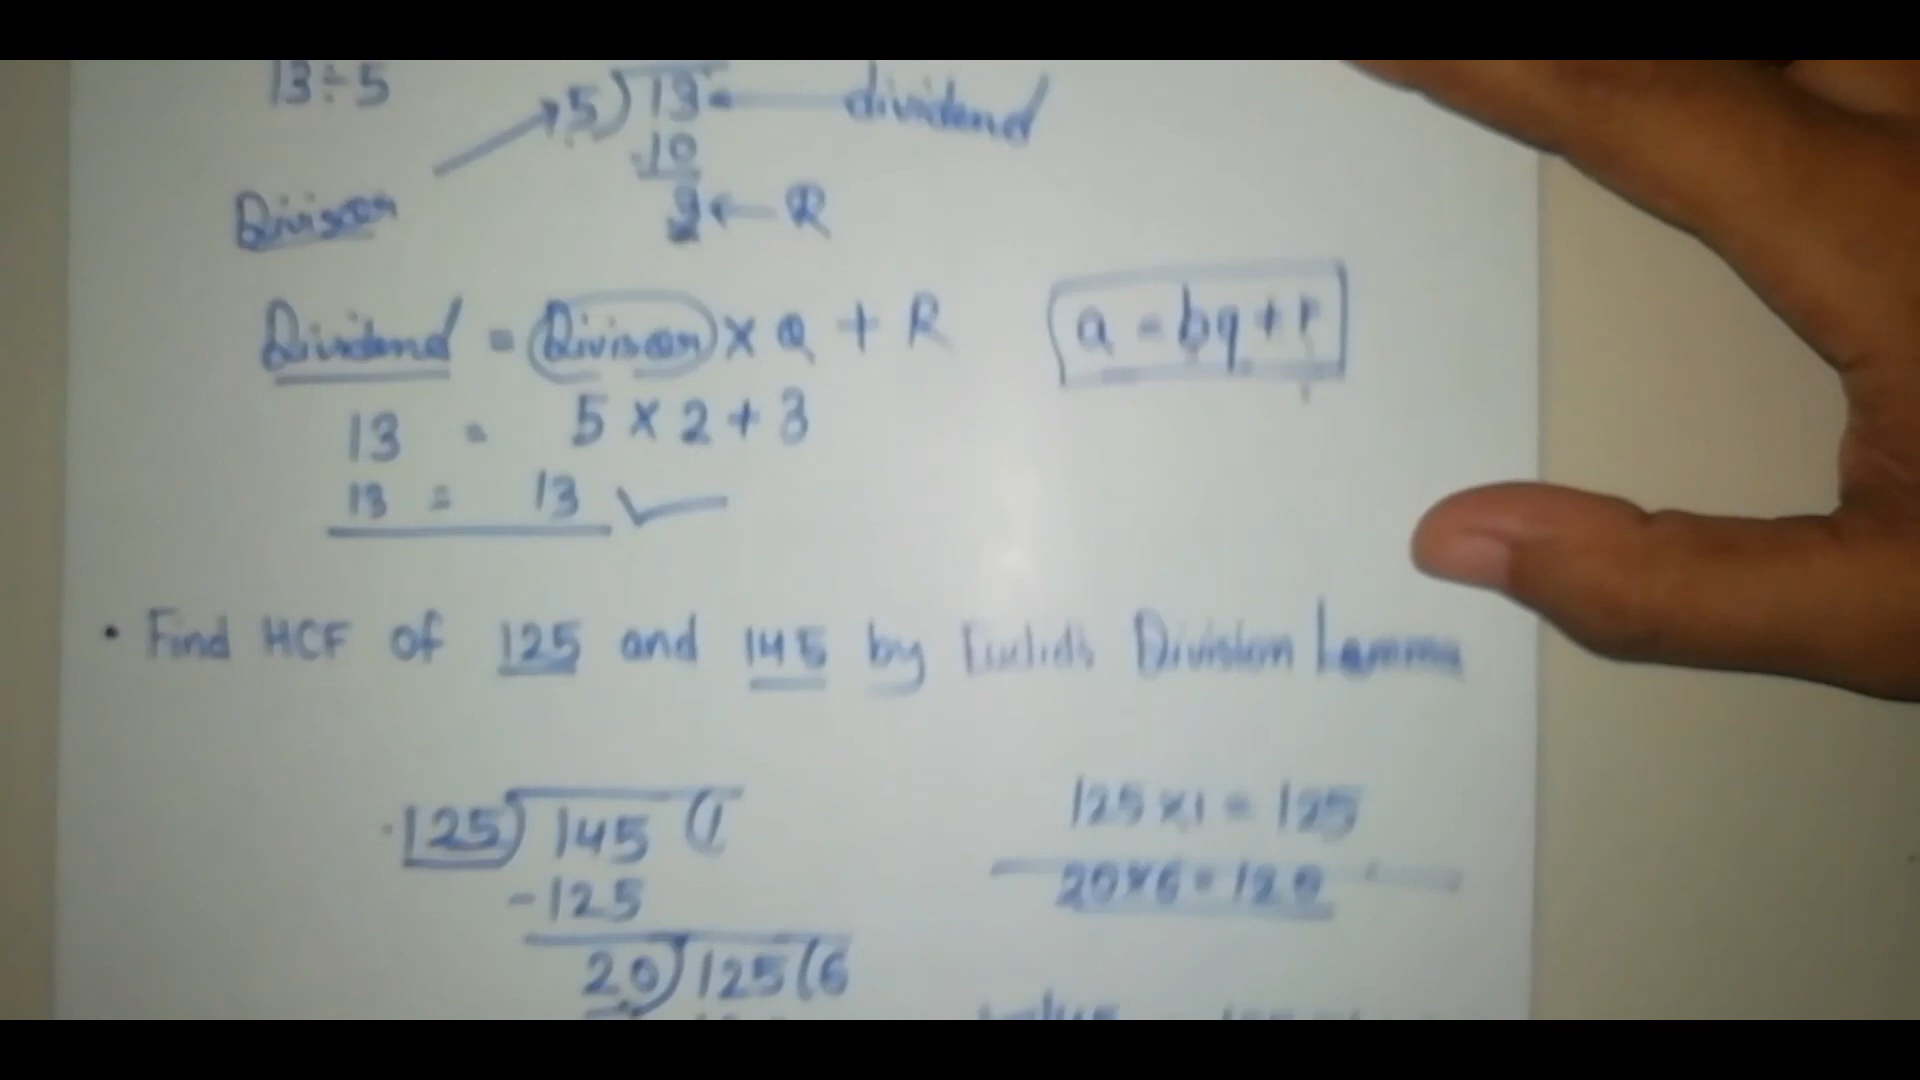 13÷5
5)13 dividend
10
Divisor
3 ← R
Dividend = Divisor × Q + R
a = bq + r
13 = 5 × 2 + 3
13 = 13 ✓
• Find HCF of 125 and 145 by Euclid's Division Lemma
125)145(1
125×1=125
-125
20×6=120
20)125(6